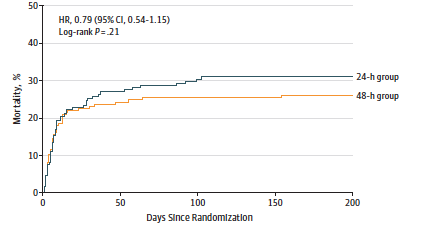 50
HR, 0.79 (95% CI, 0.54-1.15)
Log-rank P = .21
40
30
24-h group
48-h group
Mortality, %
20
10
0
0 50 100 150 200
Days Since Randomization